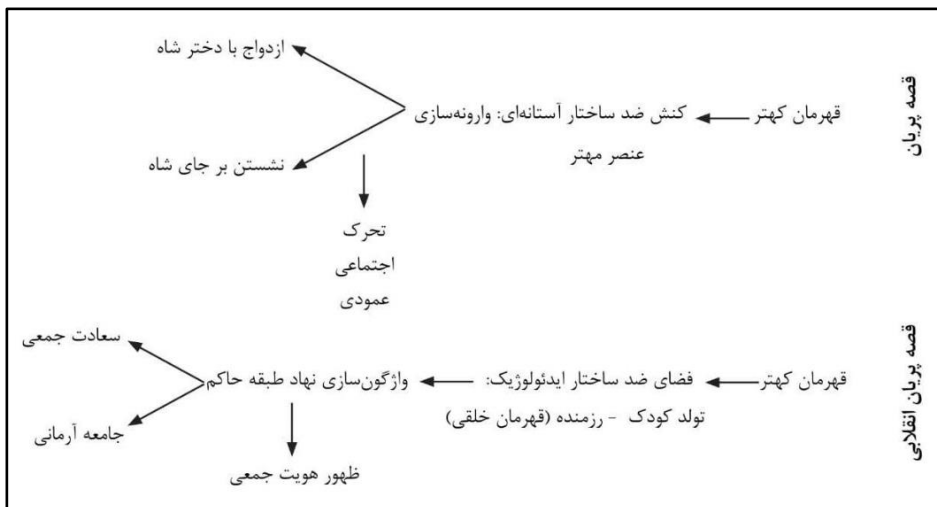 قصه پریان
ازدواج با دختر شاه
قهرمان کهتر
کنش ضد ساختار آستانه‌ای: وارونه‌سازی
عنصر مهتر
نشستن بر جای شاه
تحرک
اجتماعی
عمودی
قصه پریان انقلابی
سعادت جمعی
قهرمان کهتر
فضای ضد ساختار ایدئولوژیک:
واژگون‌سازی نهاد طبقه حاکم
تولد کودک - رزمنده (قهرمان خلقی)
جامعه آرمانی
ظهور هویت جمعی